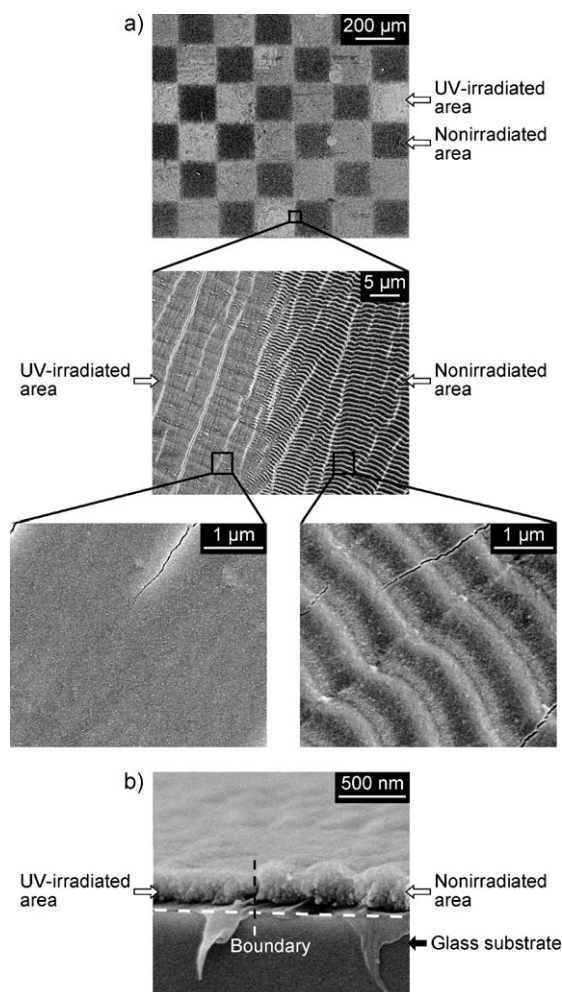 a)
200 µm
UV-irradiated
area
Nonirradiated
area
5 µm
UV-irradiated
area
Nonirradiated
area
1 µm
1 µm
b)
500 nm
UV-irradiated
area
Nonirradiated
area
Boundary
Glass substrate